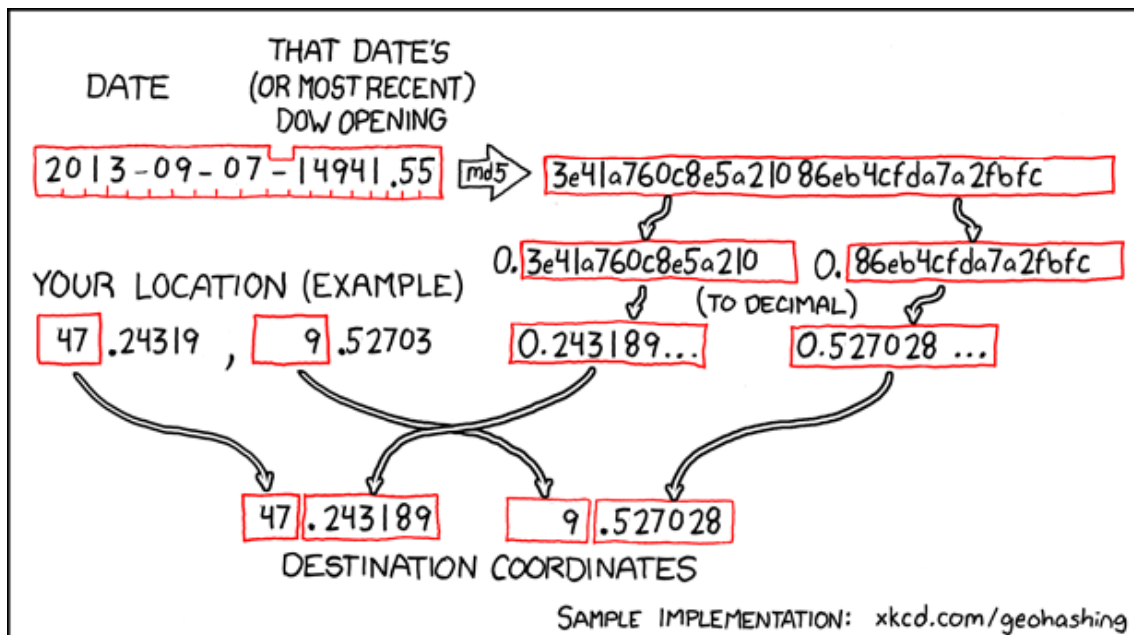 DATE
THAT DATE'S
(OR MOST RECENT)
DOW OPENING
2013-09-07-14941.55
md5
3e41a760c8e5a21086eb4cfda7a2fbfc
0.3e41a760c8e5a210
0.86eb4cfda7a2fbfc
YOUR LOCATION (EXAMPLE)
(TO DECIMAL)
47.24319, 9.52703
0.243189...
0.527028...
47.243189
9.527028
DESTINATION COORDINATES
SAMPLE IMPLEMENTATION: xkcd.com/geohashing